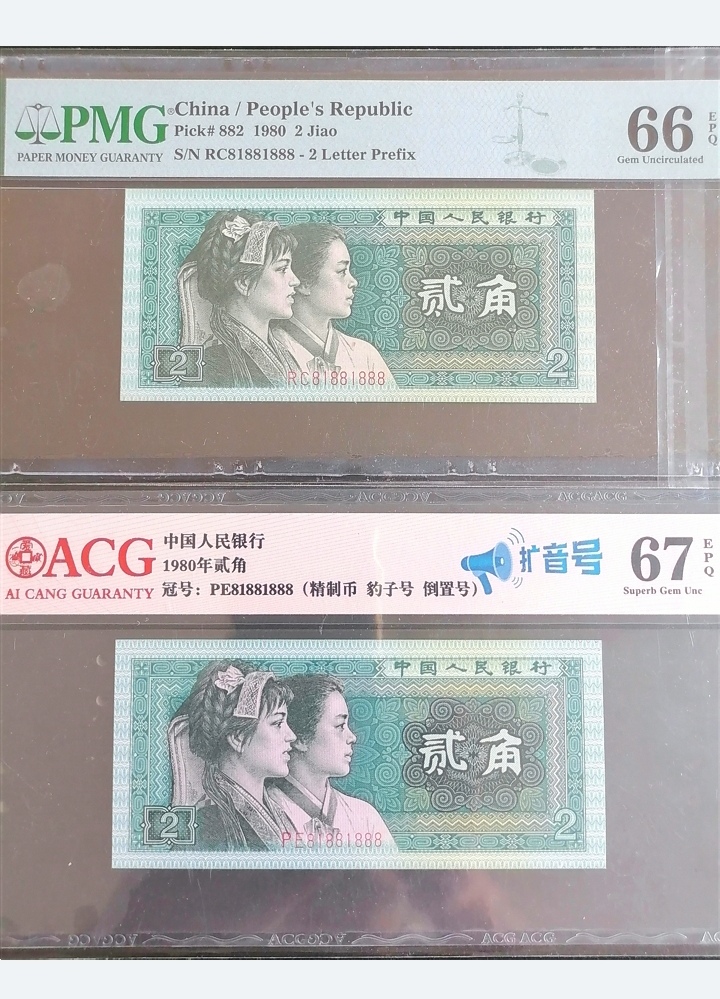 PMG
PAPER MONEY GUARANTY
China / People's Republic
Pick# 882 1980 2 Jiao
S/N RC81881888 - 2 Letter Prefix
66 EPQ
Gem Uncirculated
中国人民银行
贰角
2
2
RC81881888
ACGACG
ACG
AI CANG GUARANTY
中国人民银行
1980年贰角
冠号：PE81881888（精制币 豹子号 倒置号）
扩音号
67 EPQ
Superb Gem Unc
中国人民银行
贰角
2
2
PE81881888
ACG ACG